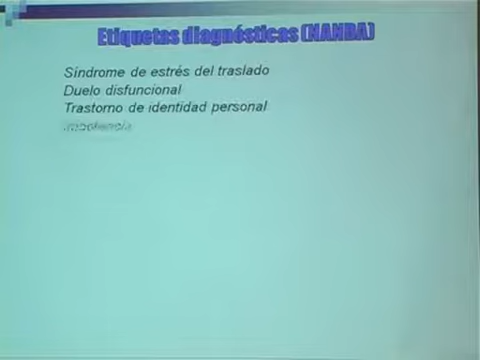 Etiquetas diagnósticas (NANDA)
Síndrome de estrés del traslado
Duelo disfuncional
Trastorno de identidad personal